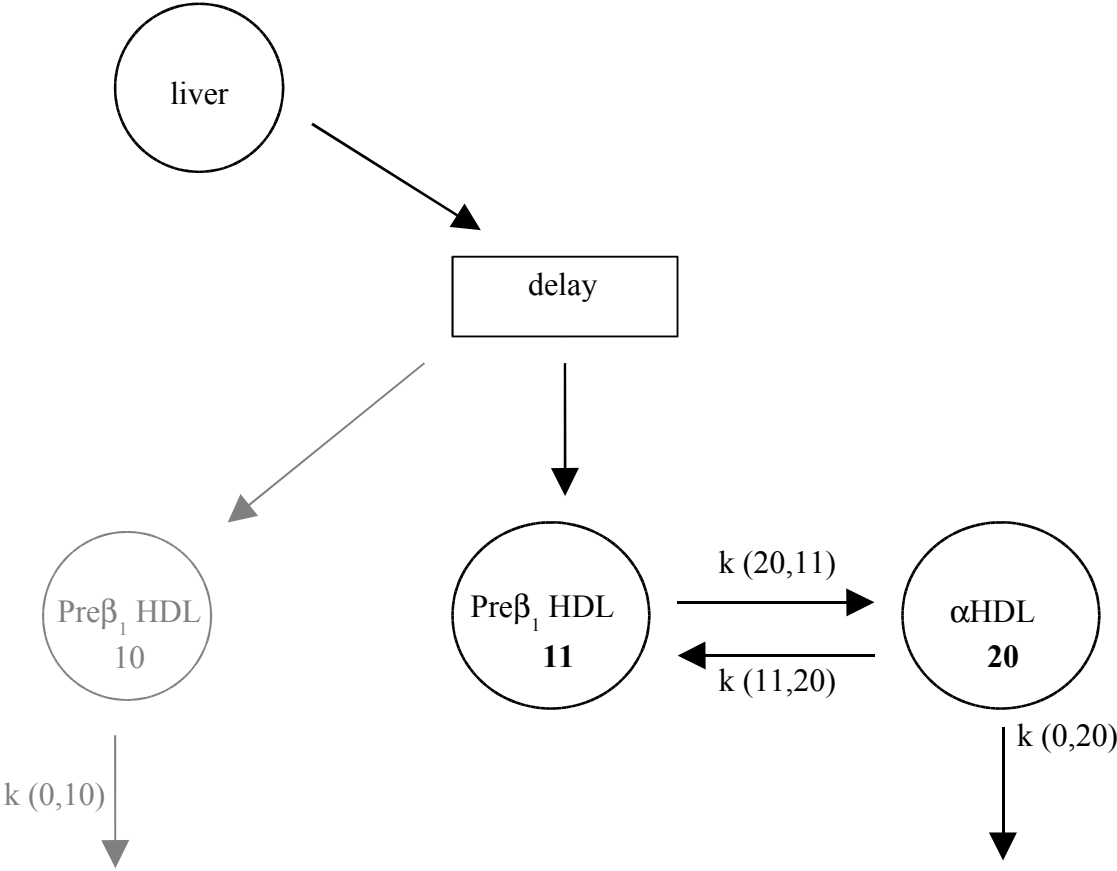 liver
delay
Preβ₁ HDL
10
Preβ₁ HDL
11
k (20,11)
k (11,20)
αHDL
20
k (0,10)
k (0,20)